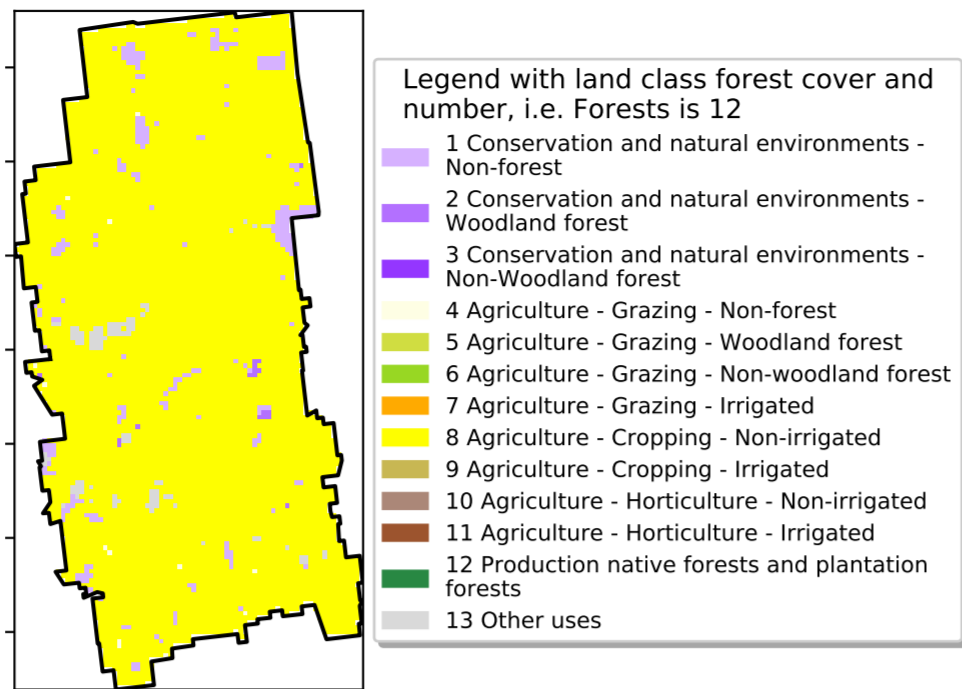 Legend with land class forest cover and
number, i.e. Forests is 12
1 Conservation and natural environments -
Non-forest
2 Conservation and natural environments -
Woodland forest
3 Conservation and natural environments -
Non-Woodland forest
4 Agriculture - Grazing - Non-forest
5 Agriculture - Grazing - Woodland forest
6 Agriculture - Grazing - Non-woodland forest
7 Agriculture - Grazing - Irrigated
8 Agriculture - Cropping - Non-irrigated
9 Agriculture - Cropping - Irrigated
10 Agriculture - Horticulture - Non-irrigated
11 Agriculture - Horticulture - Irrigated
12 Production native forests and plantation
forests
13 Other uses